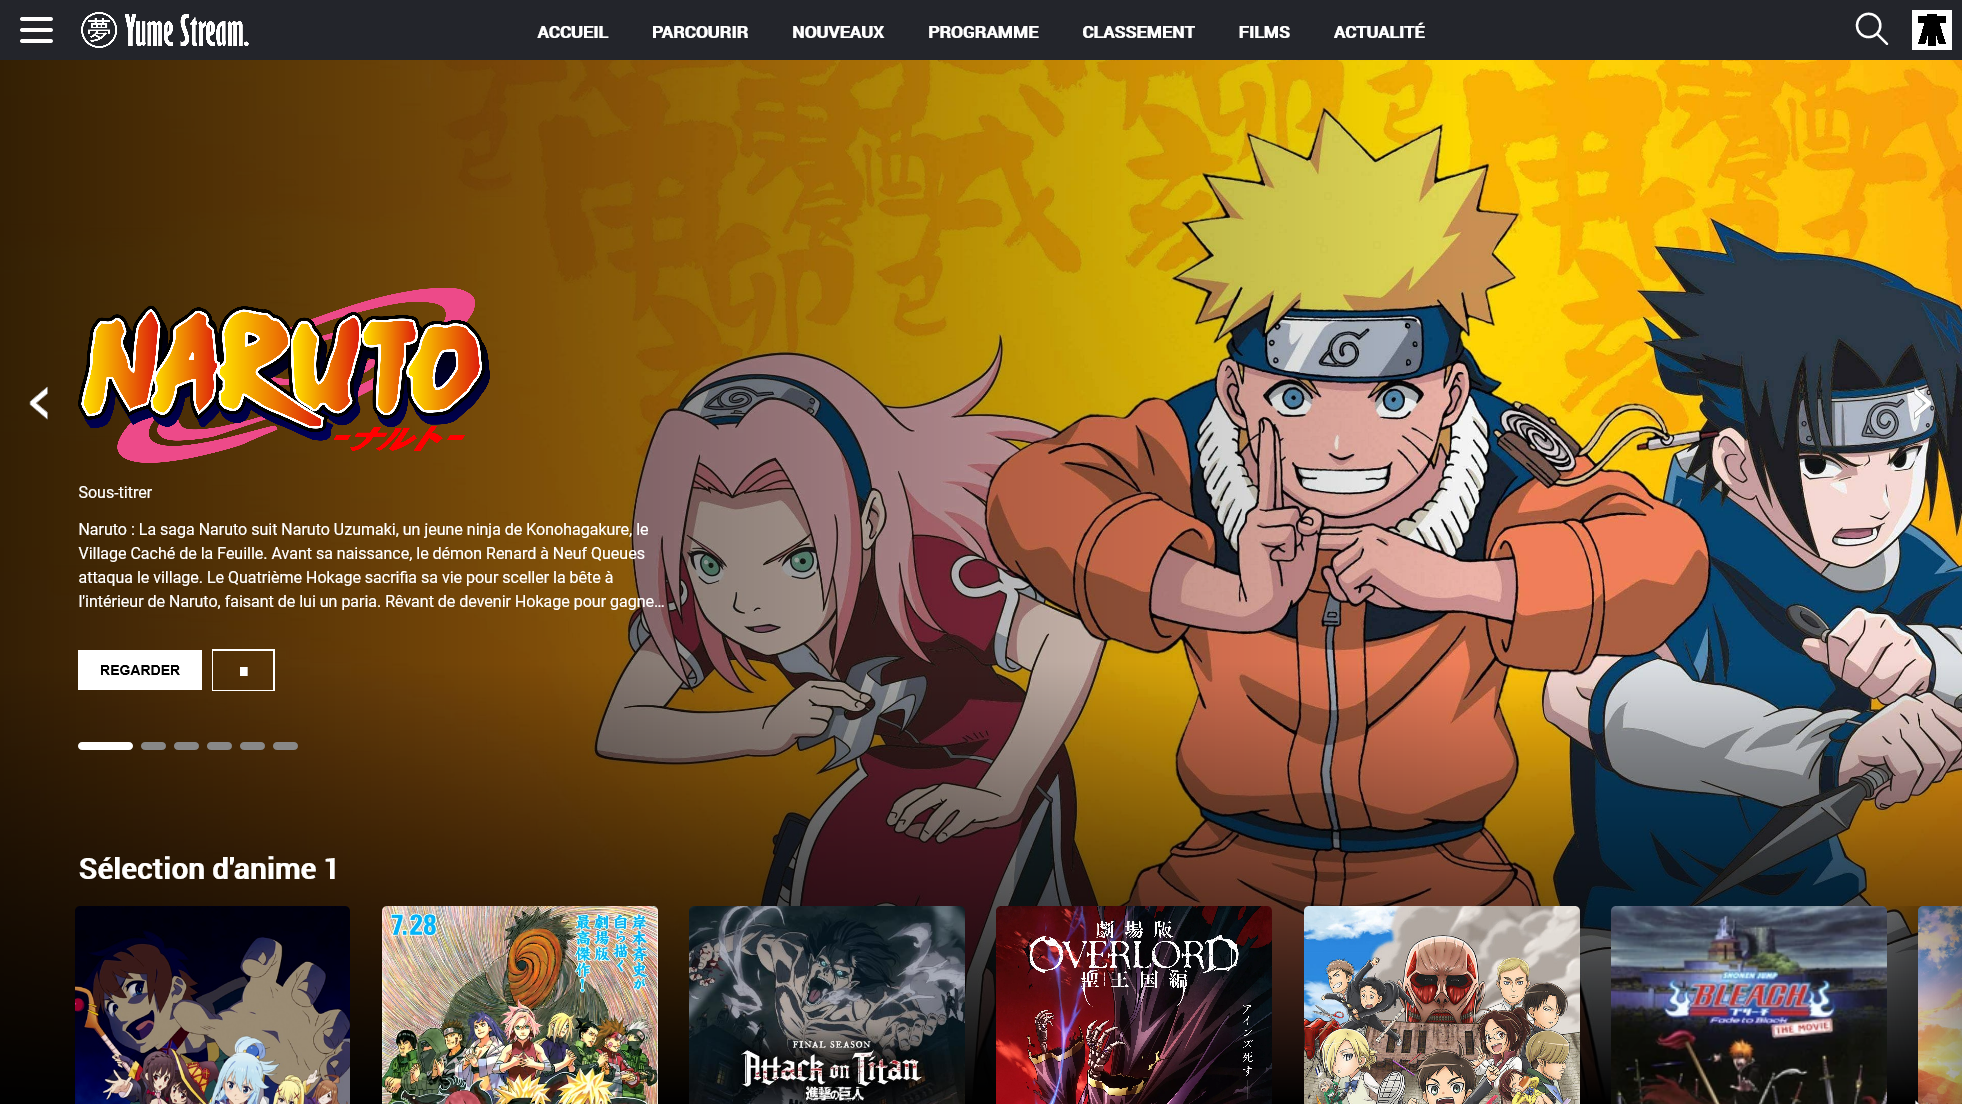 夢 Yume Stream.
ACCUEIL PARCOURIR NOUVEAUX PROGRAMME CLASSEMENT FILMS ACTUALITÉ
NARUTO
-ナルト-
Sous-titrer
Naruto : La saga Naruto suit Naruto Uzumaki, un jeune ninja de Konohagakure, le
Village Caché de la Feuille. Avant sa naissance, le démon Renard à Neuf Queues
attaqua le village. Le Quatrième Hokage sacrifia sa vie pour sceller la bête à
l'intérieur de Naruto, faisant de lui un paria. Rêvant de devenir Hokage pour gagne...
REGARDER
Sélection d'anime 1
7.28
岸本斉史が
自ら描く
劇場版
最高傑作!
FINAL SEASON
Attack on Titan
進撃の巨人
劇場版
OVERLORD
聖王国編
アインズ死す
SHONEN JUMP
BLEACH
ブリーチ
Fade to Black
THE MOVIE